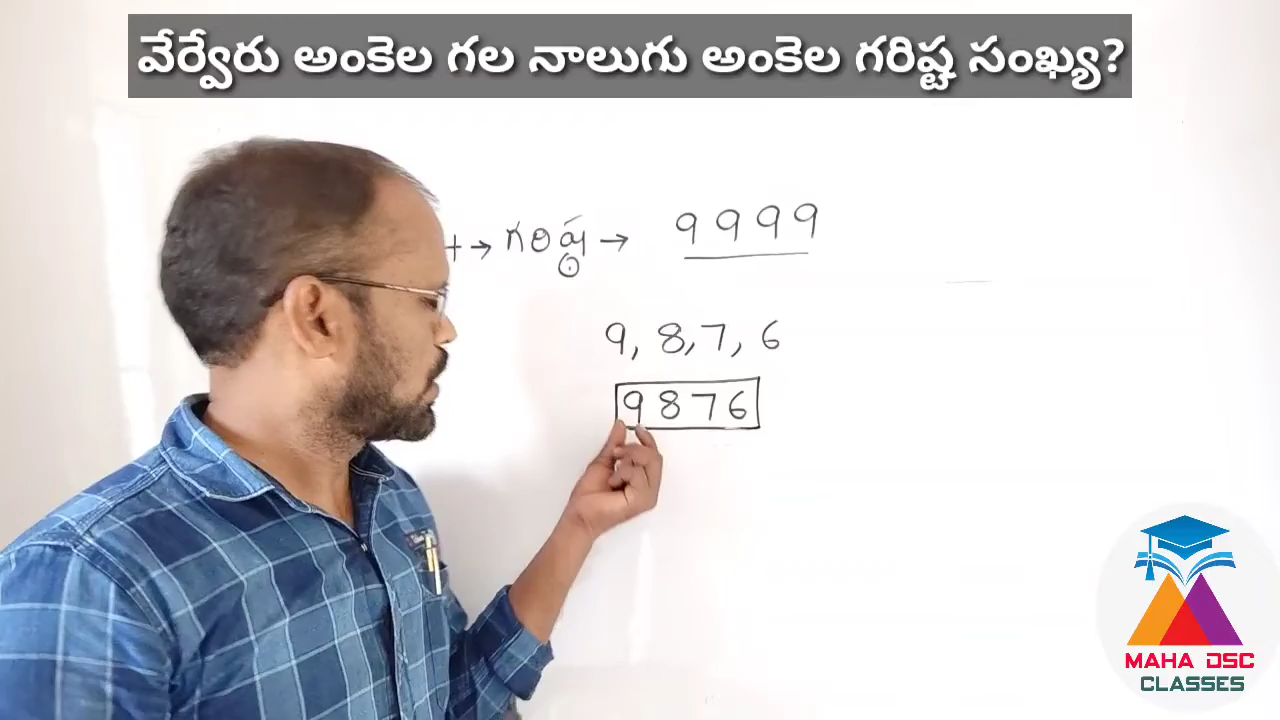 వేర్వేరు అంకెల గల నాలుగు అంకెల గరిష్ట సంఖ్య?
→ గరిష్ఠ → 9999
9, 8, 7, 6
9876
MAHA DSC
CLASSES